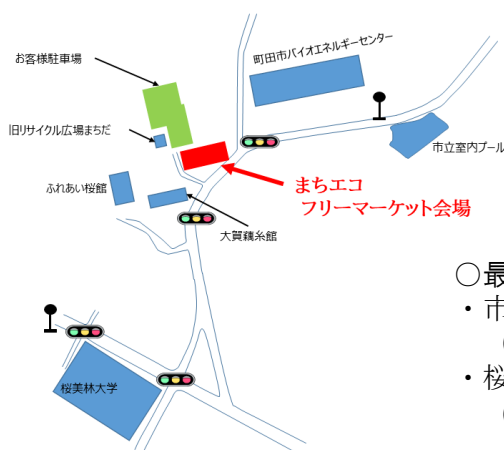 お客様駐車場
町田市バイオエネルギーセンター
旧リサイクル広場まちだ
市立室内プール
ふれあい桜館
まちエコ
フリーマーケット会場
大賀藕糸館
桜美林大学
○最
・市
(
・桜
(